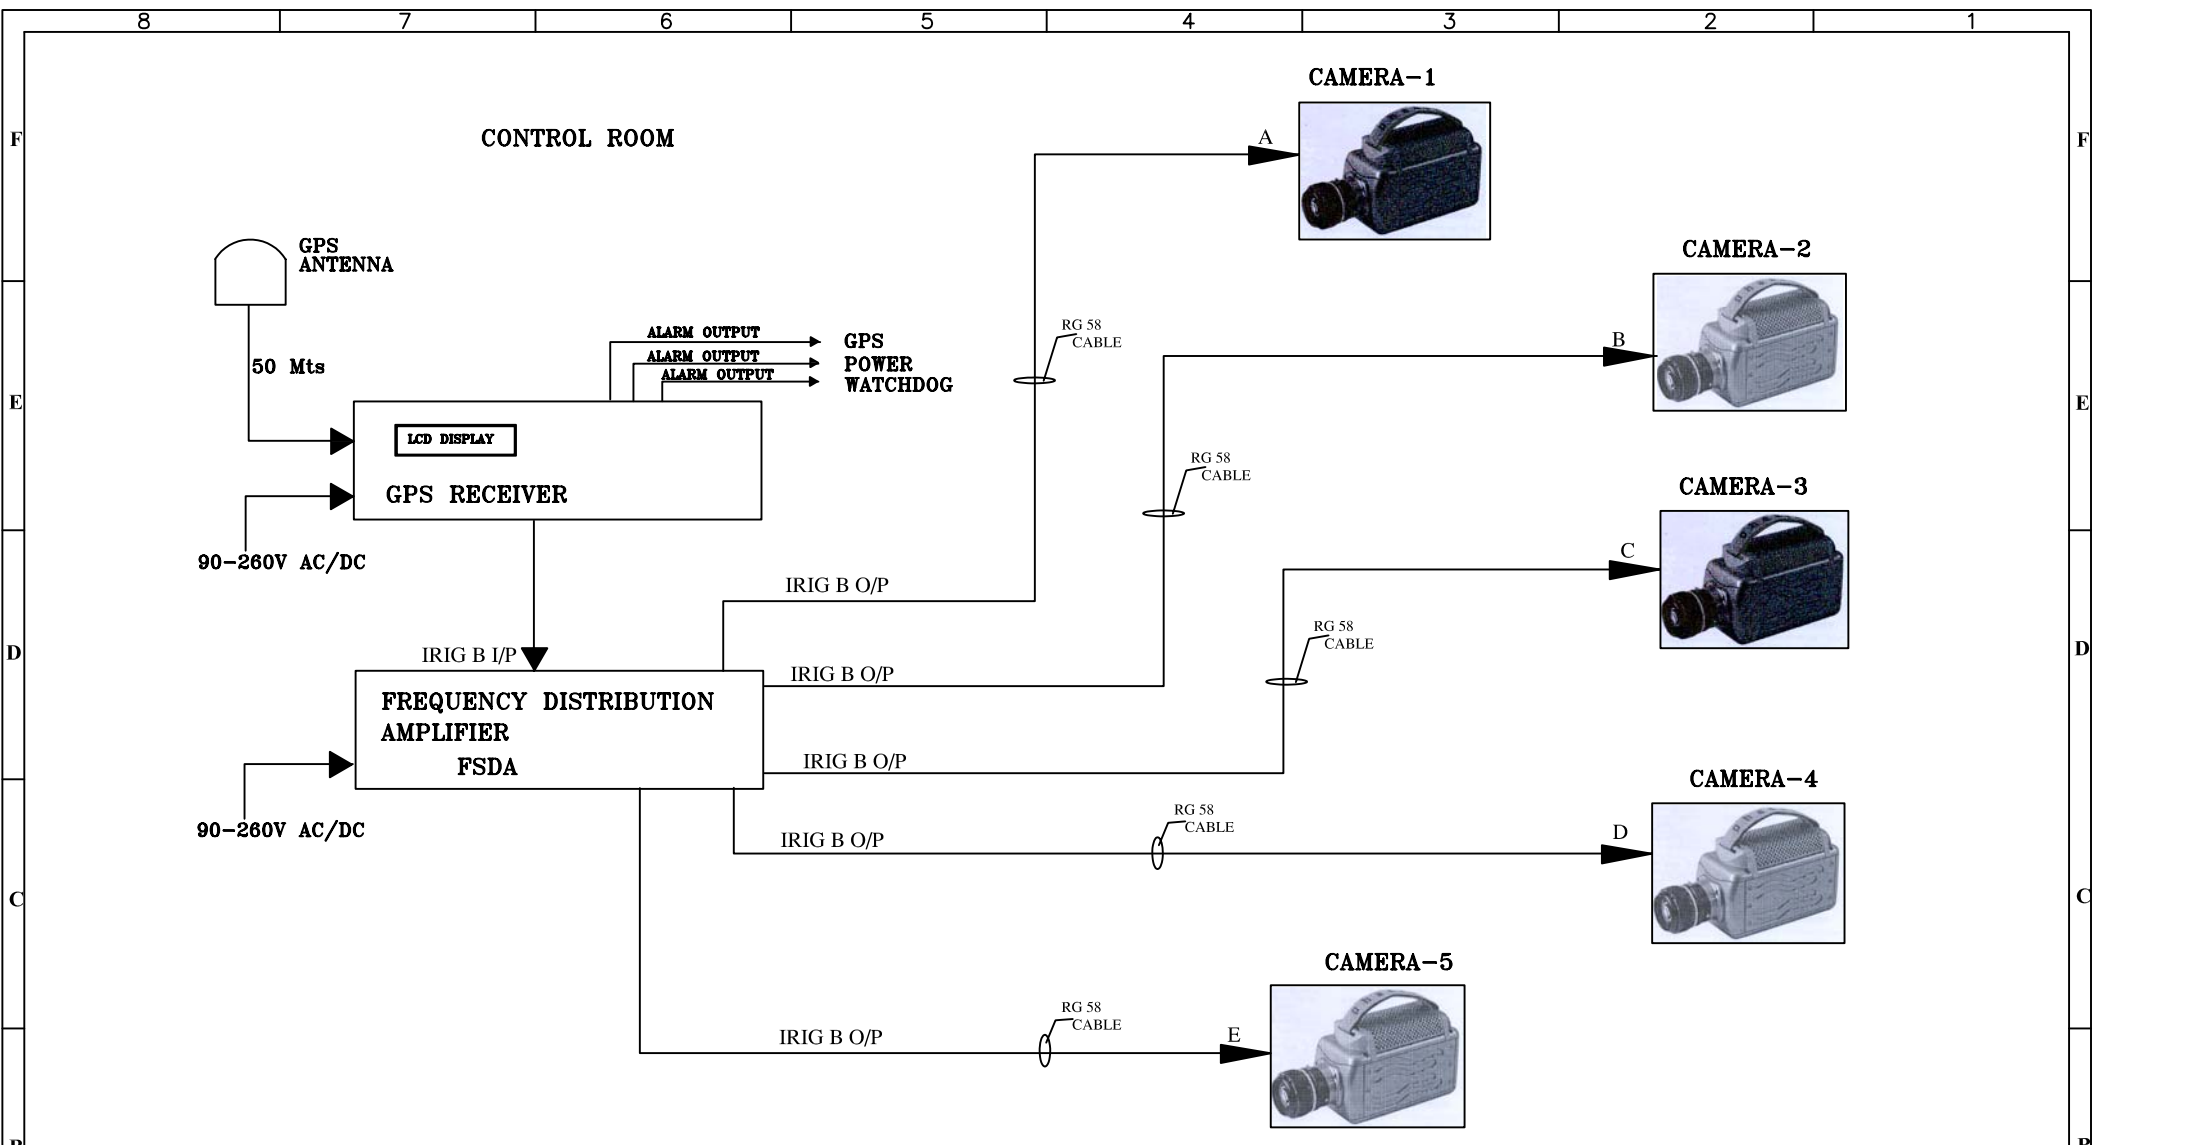 8 7 6 5 4 3 2 1
CAMERA-1
F
CONTROL ROOM
A
F
GPS
ANTENNA
CAMERA-2
ALARM OUTPUT
GPS
RG 58
CABLE
B
ALARM OUTPUT
POWER
50 Mts
ALARM OUTPUT
WATCHDOG
E
E
LCD DISPLAY
GPS RECEIVER
RG 58
CABLE
CAMERA-3
90-260V AC/DC
C
IRIG B O/P
RG 58
CABLE
D
IRIG B I/P
D
IRIG B O/P
FREQUENCY DISTRIBUTION
AMPLIFIER
FSDA
IRIG B O/P
CAMERA-4
90-260V AC/DC
IRIG B O/P
RG 58
CABLE
D
C
C
CAMERA-5
IRIG B O/P
RG 58
CABLE
E